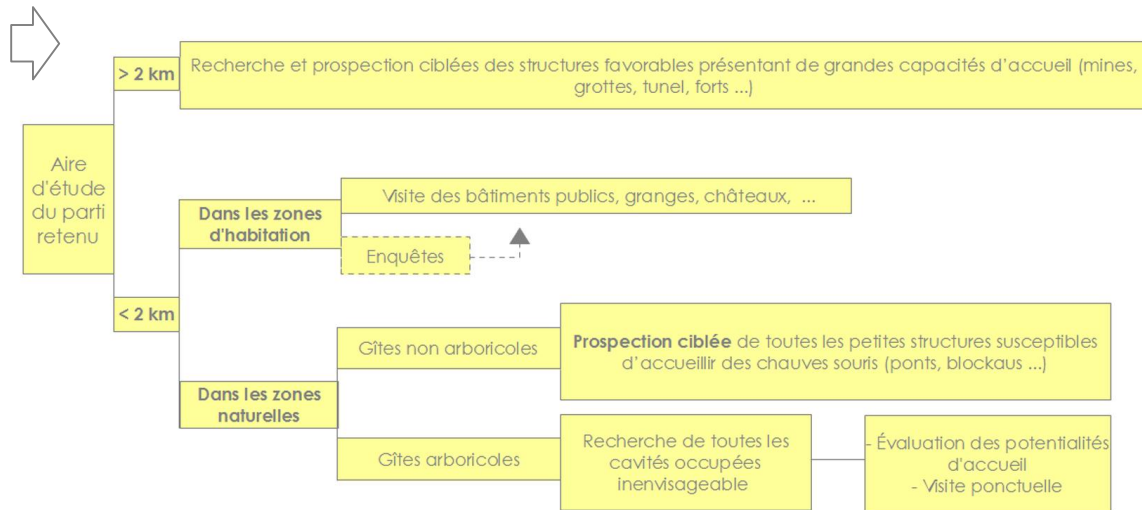 > 2 km
Recherche et prospection ciblées des structures favorables présentant de grandes capacités d'accueil (mines,
grottes, tunel, forts ...)
Aire
d'étude
du parti
retenu
< 2 km
Dans les zones
d'habitation
Visite des bâtiments publics, granges, châteaux, ...
Enquêtes
Dans les zones
naturelles
Gîtes non arboricoles
Prospection ciblée de toutes les petites structures susceptibles
d'accueillir des chauves souris (ponts, blockaus ...)
Gîtes arboricoles
Recherche de toutes les
cavités occupées
inenvisageable
- Évaluation des potentialités
d'accueil
- Visite ponctuelle